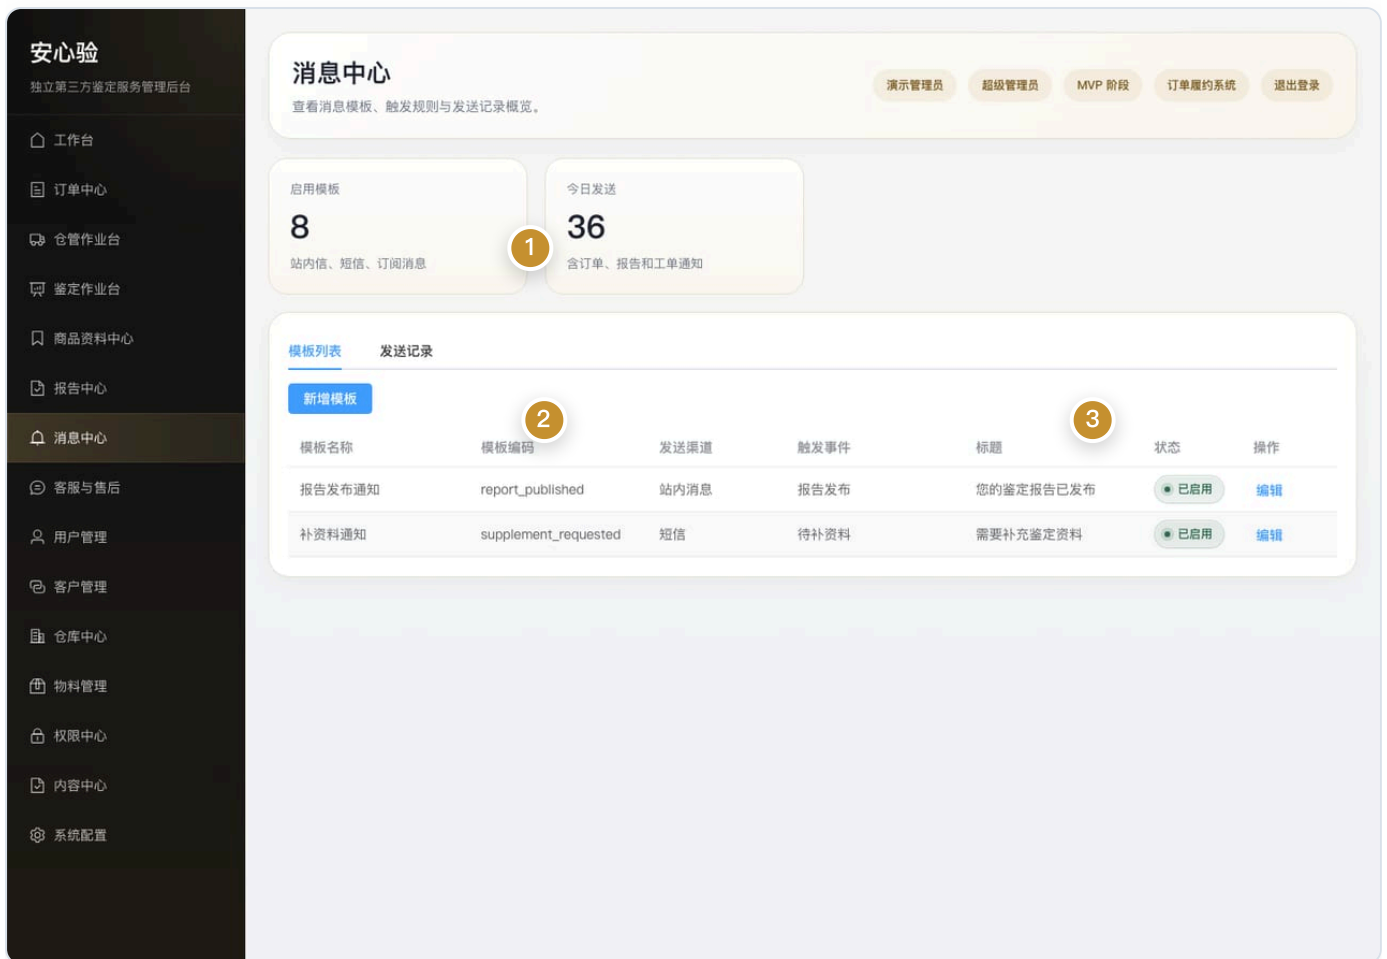 安心验
独立第三方鉴定服务管理后台
工作台
订单中心
仓管作业台
鉴定作业台
商品资料中心
报告中心
消息中心
客服与售后
用户管理
客户管理
仓库中心
物料管理
权限中心
内容中心
系统配置
消息中心
查看消息模板、触发规则与发送记录概览。
演示管理员 超级管理员 MVP 阶段 订单履约系统 退出登录
启用模板
8
站内信、短信、订阅消息
1
今日发送
36
含订单、报告和工单通知
模板列表 发送记录
新增模板
2 3
模板名称 模板编码 发送渠道 触发事件 标题 状态 操作
报告发布通知 report_published 站内消息 报告发布 您的鉴定报告已发布 已启用 编辑
补资料通知 supplement_requested 短信 待补资料 需要补充鉴定资料 已启用 编辑